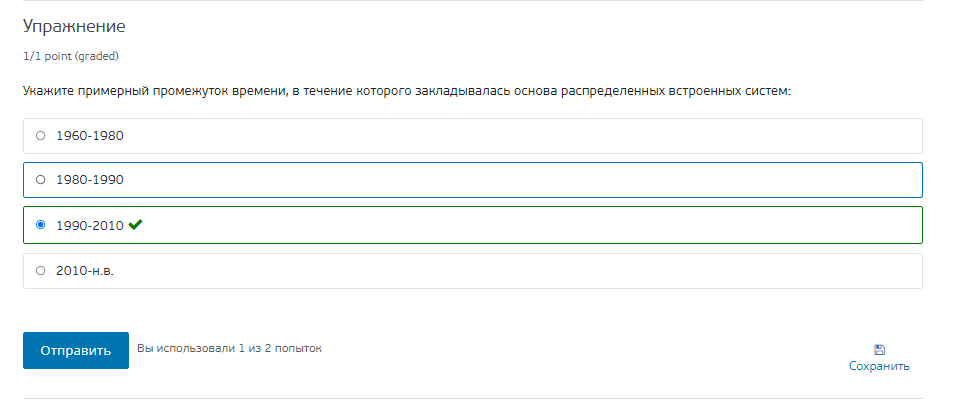 Упражнение
1/1 point (graded)
Укажите примерный промежуток времени, в течение которого закладывалась основа распределенных встроенных систем:
1960-1980
1980-1990
1990-2010
2010-н.в.
Отправить
Вы использовали 1 из 2 попыток
Сохранить